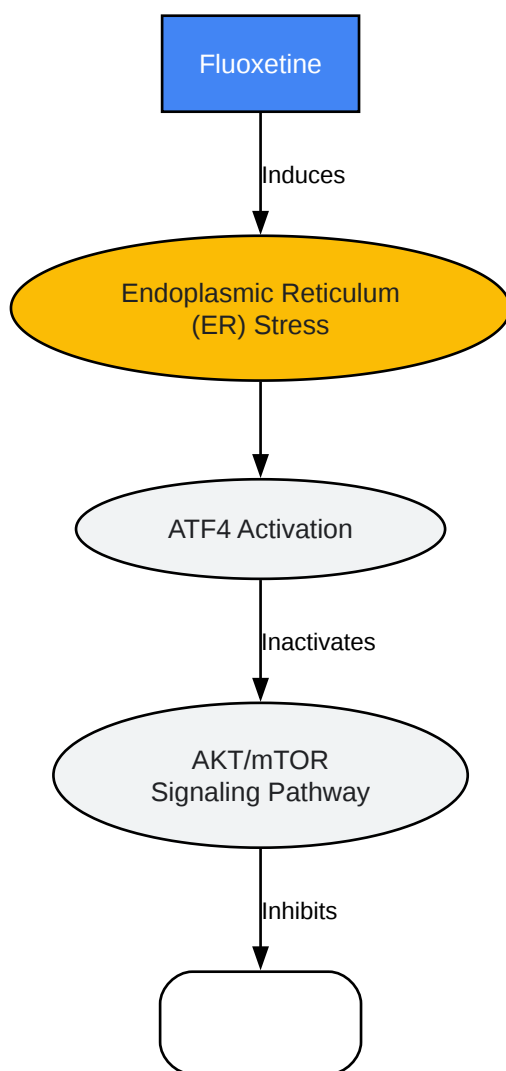 Fluoxetine
Induces
Endoplasmic Reticulum
(ER) Stress
ATF4 Activation
Inactivates
AKT/mTOR
Signaling Pathway
Inhibits